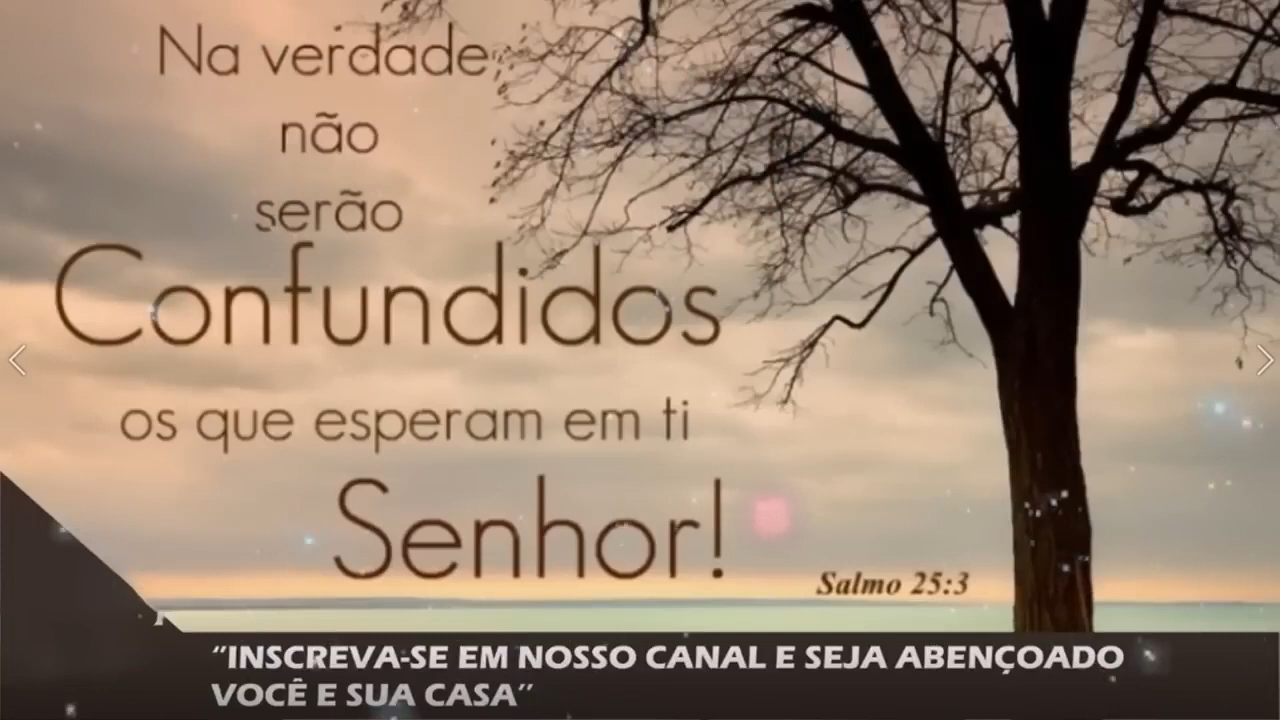 Na verdade,
não
serão
Confundidos
os que esperam em ti
Senhor!
Salmo 25:3
“INSCREVA-SE EM NOSSO CANAL E SEJA ABENÇOADO
VOCÊ E SUA CASA”